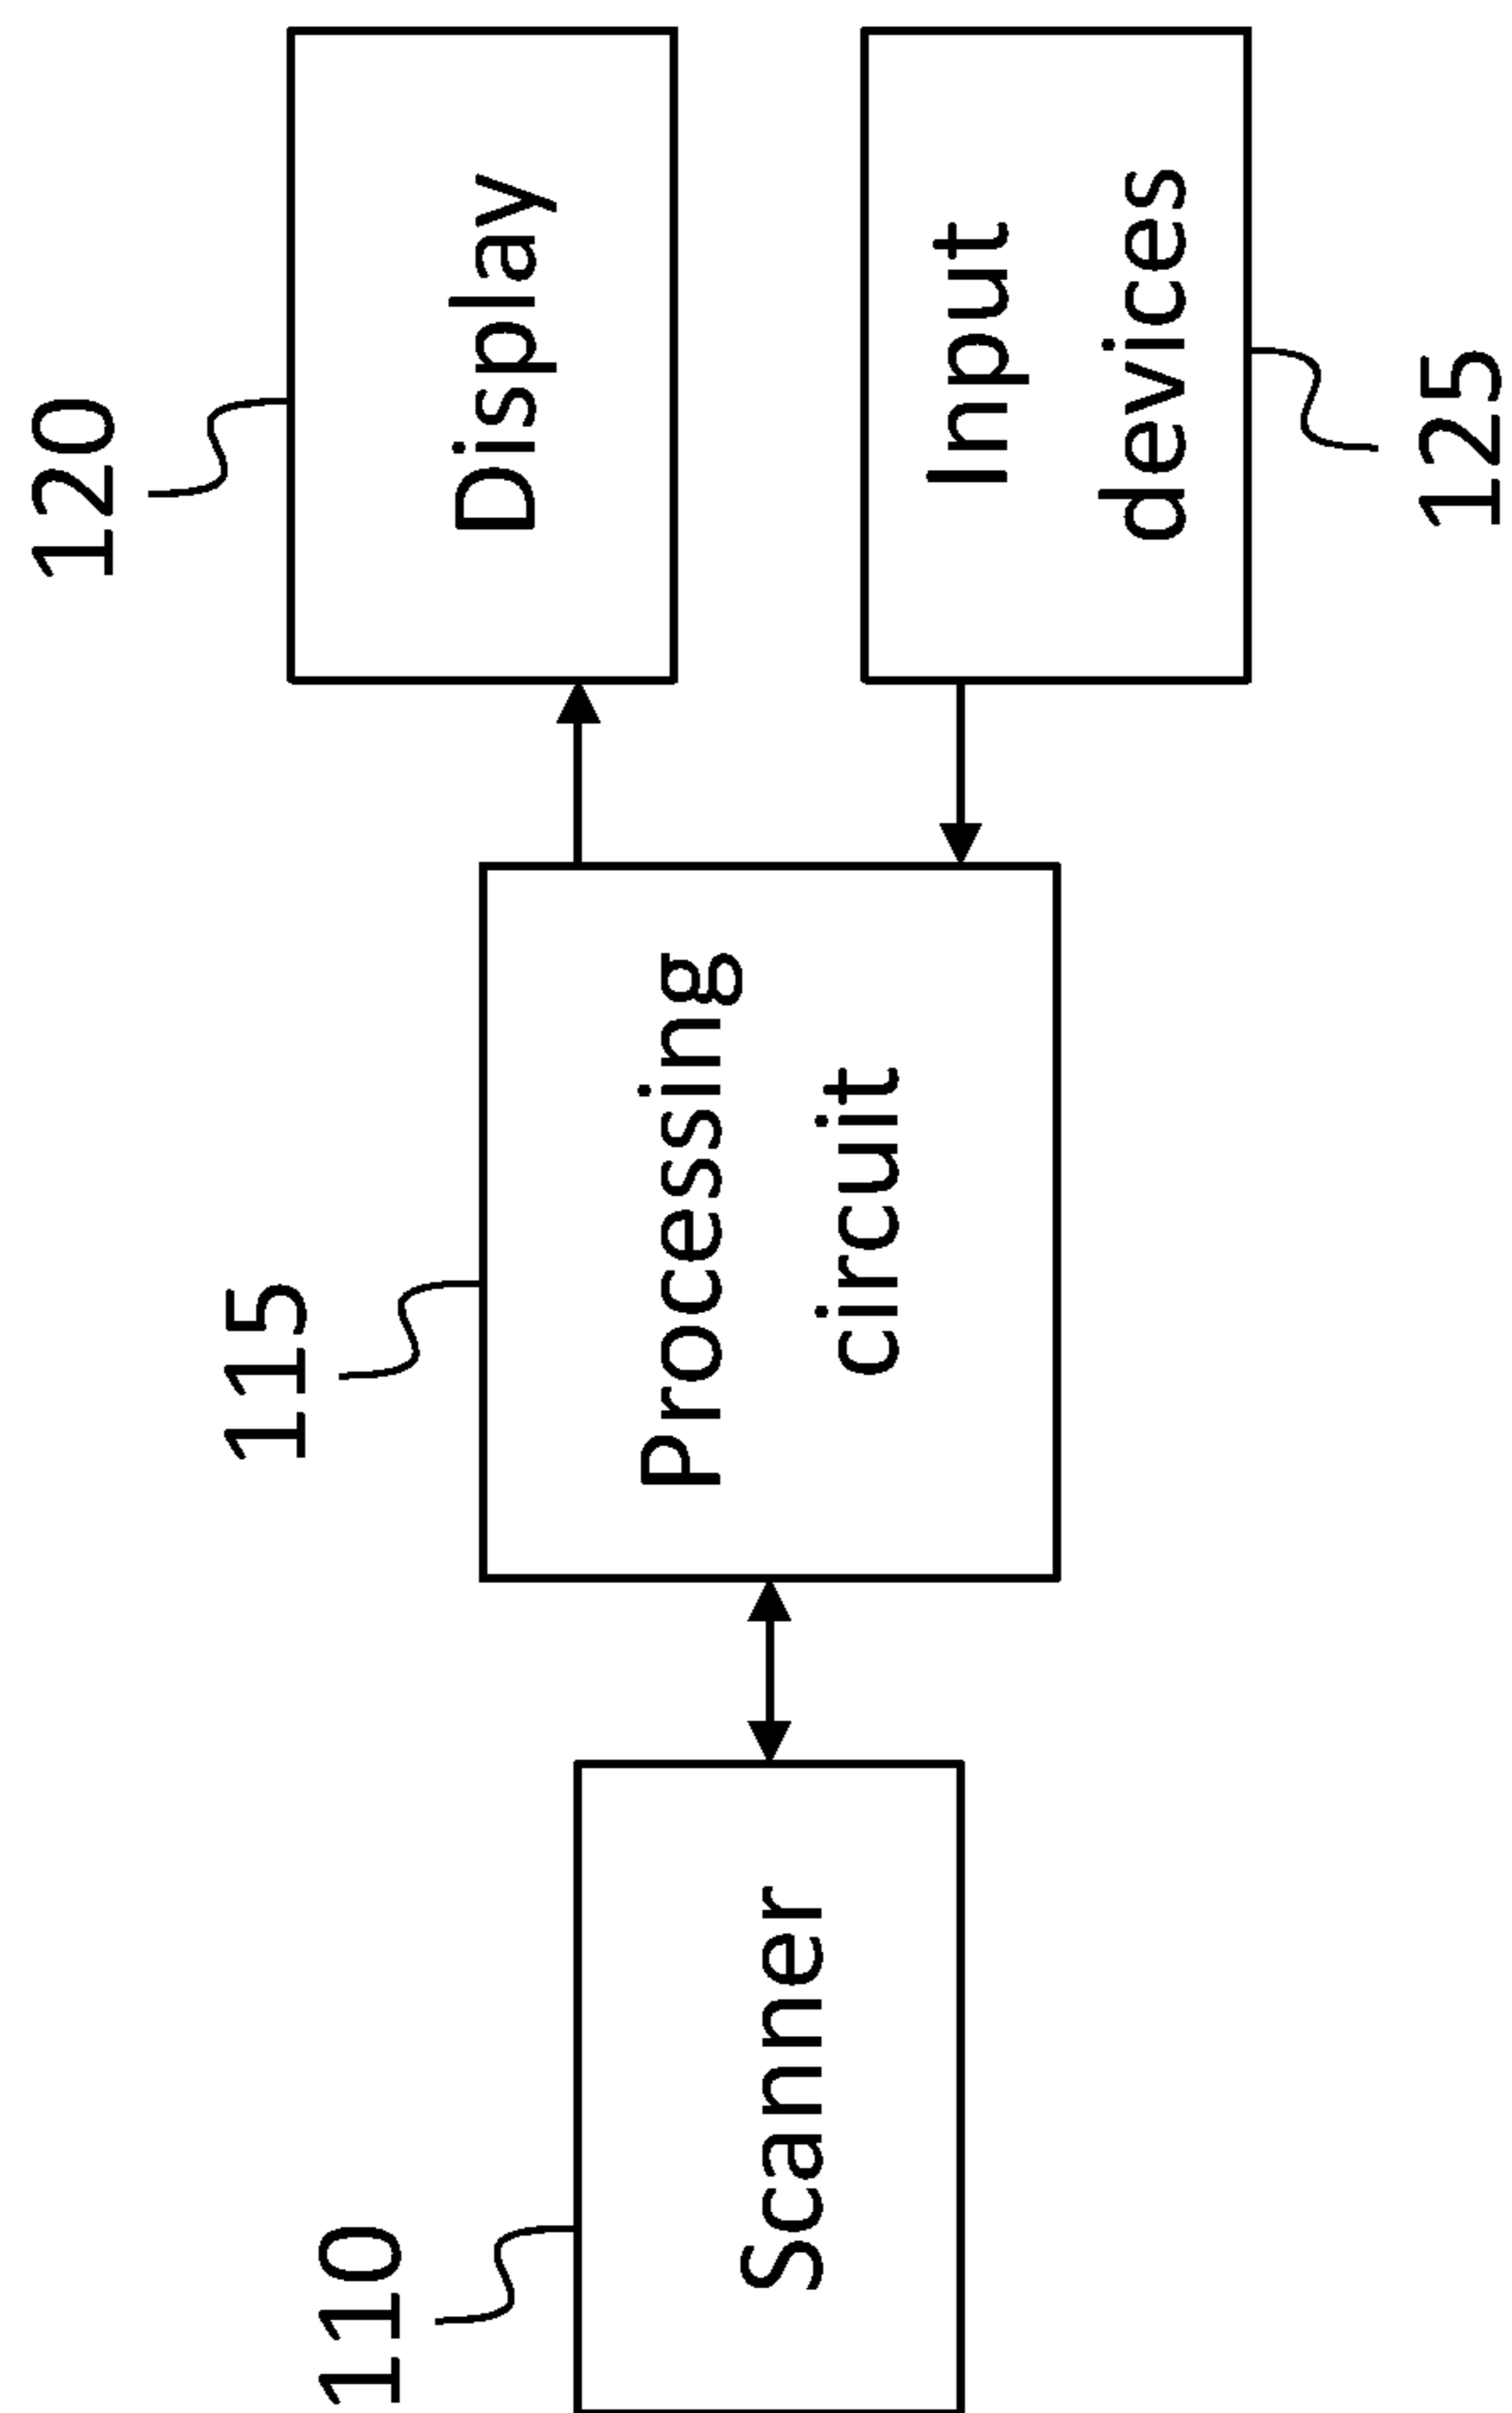 110
Scanner
115
Processing
circuit
120
Display
Input
devices
125